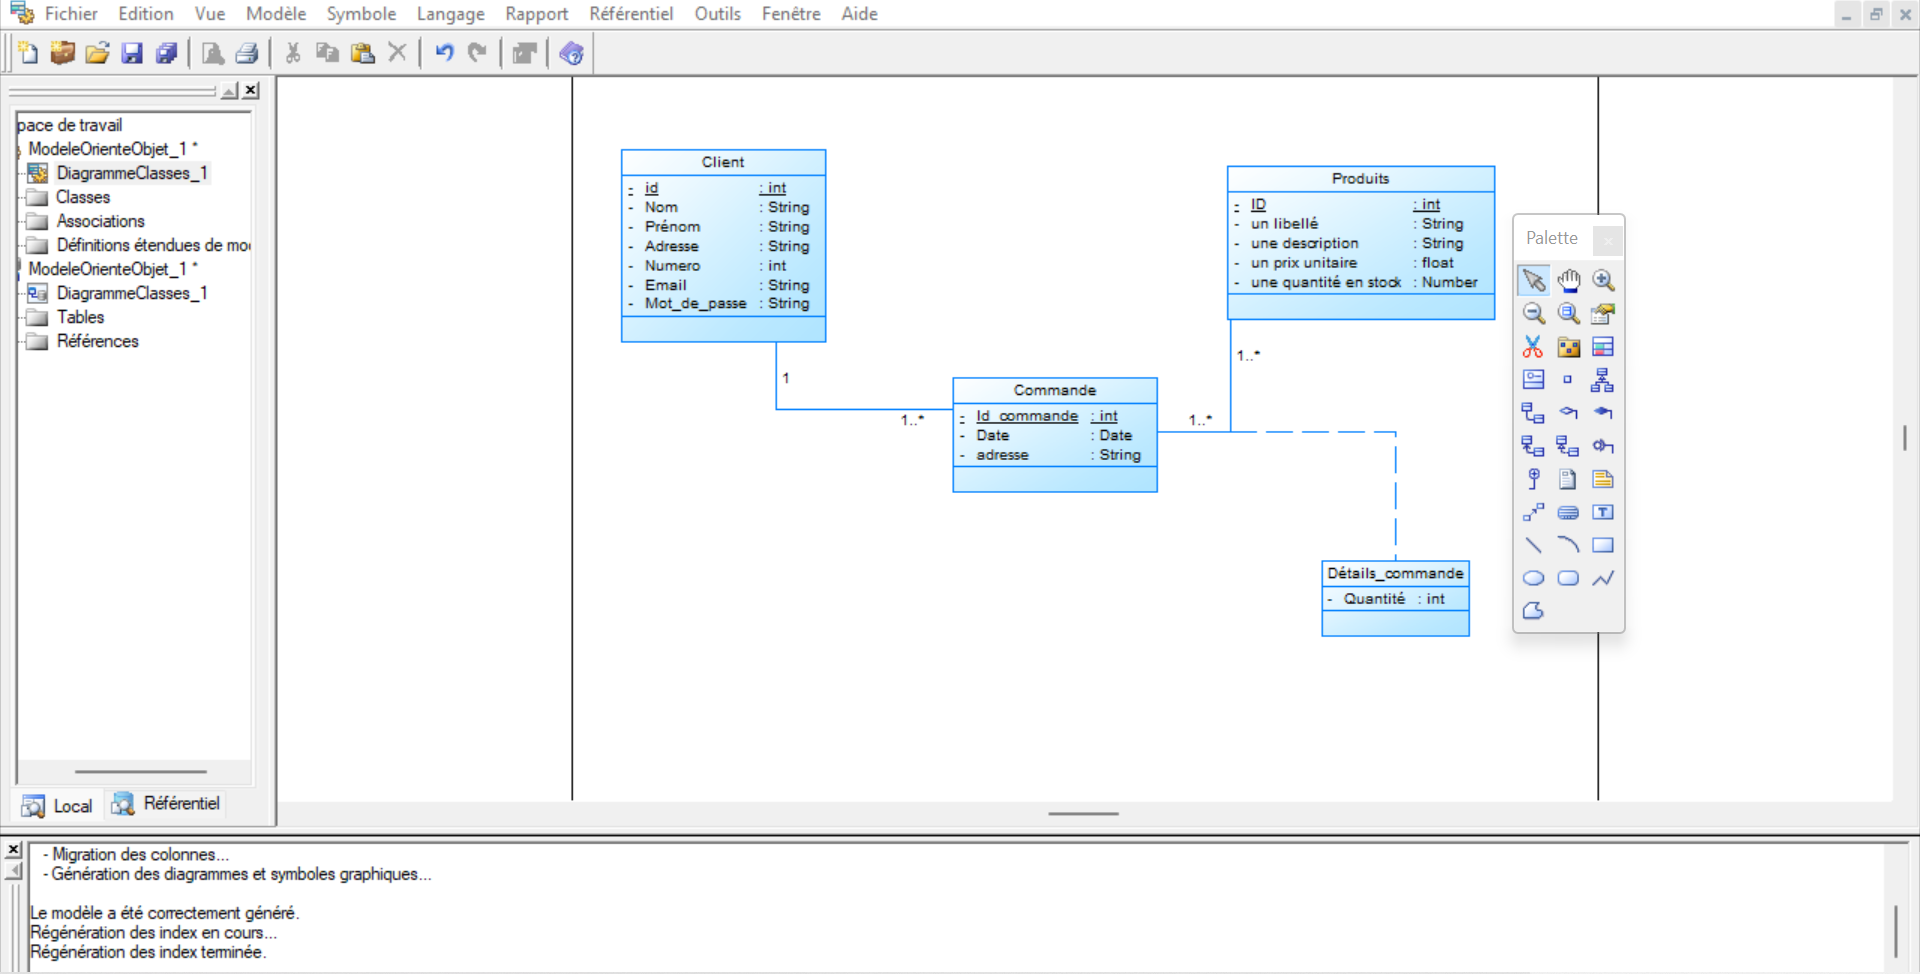 Fichier Edition Vue Modèle Symbole Langage Rapport Référentiel Outils Fenêtre Aide
pace de travail
ModeleOrienteObjet_1 *
DiagrammeClasses_1
Classes
Associations
Définitions étendues de mo
ModeleOrienteObjet_1 *
DiagrammeClasses_1
Tables
Références
Local Référentiel
Client
- id : int
- Nom : String
- Prénom : String
- Adresse : String
- Numero : int
- Email : String
- Mot_de_passe : String
1
1..*
Commande
- Id_commande : int
- Date : Date
- adresse : String
1..*
1..*
Produits
- ID : int
- un libellé : String
- une description : String
- un prix unitaire : float
- une quantité en stock : Number
Détails_commande
- Quantité : int
Palette
- Migration des colonnes...
- Génération des diagrammes et symboles graphiques...
Le modèle a été correctement généré.
Régénération des index en cours...
Régénération des index terminée.